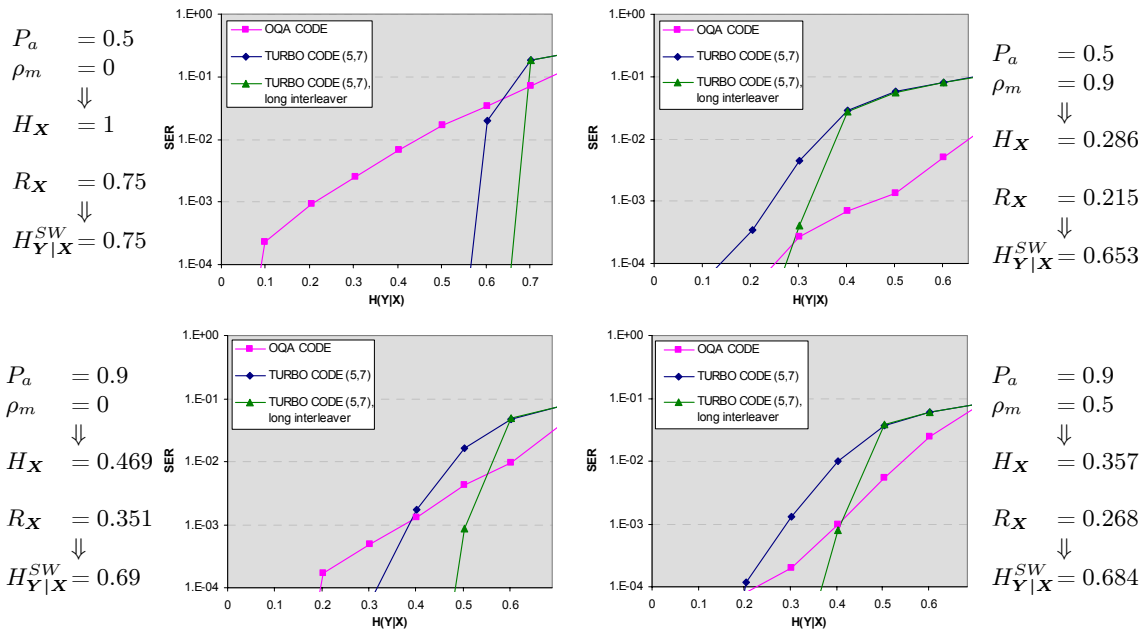 P_a = 0.5
ρ_m = 0
⇓
H_X = 1
R_X = 0.75
⇓
H^{SW}_{Y|X} = 0.75
1.E+00
1.E-01
1.E-02
1.E-03
1.E-04
SER
OQA CODE
TURBO CODE (5,7)
TURBO CODE (5,7),
long interleaver
0 0.1 0.2 0.3 0.4 0.5 0.6 0.7
H(Y|X)
1.E+00
1.E-01
1.E-02
1.E-03
1.E-04
SER
OQA CODE
TURBO CODE (5,7)
TURBO CODE (5,7),
long interleaver
0 0.1 0.2 0.3 0.4 0.5 0.6
H(Y|X)
P_a = 0.5
ρ_m = 0.9
⇓
H_X = 0.286
R_X = 0.215
⇓
H^{SW}_{Y|X} = 0.653
P_a = 0.9
ρ_m = 0
⇓
H_X = 0.469
R_X = 0.351
⇓
H^{SW}_{Y|X} = 0.69
1.E+00
1.E-01
1.E-02
1.E-03
1.E-04
SER
OQA CODE
TURBO CODE (5,7)
TURBO CODE (5,7),
long interleaver
0 0.1 0.2 0.3 0.4 0.5 0.6
H(Y|X)
1.E+00
1.E-01
1.E-02
1.E-03
1.E-04
SER
OQA CODE
TURBO CODE (5,7)
TURBO CODE (5,7),
long interleaver
0 0.1 0.2 0.3 0.4 0.5 0.6
H(Y|X)
P_a = 0.9
ρ_m = 0.5
⇓
H_X = 0.357
R_X = 0.268
⇓
H^{SW}_{Y|X} = 0.684